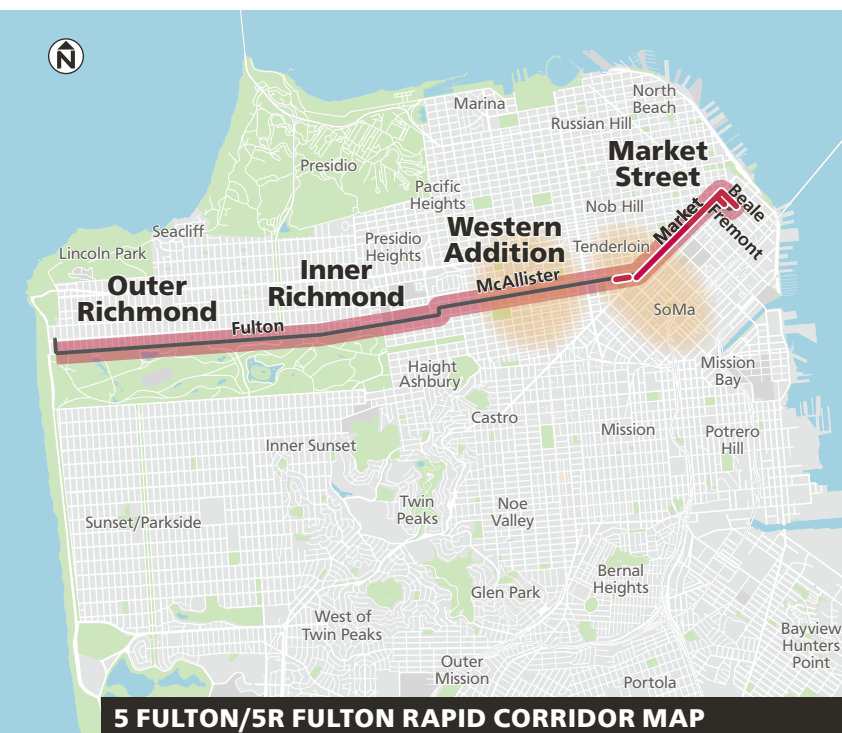 N
Marina
North
Beach
Russian Hill
Presidio
Market
Street
Pacific
Heights
Nob Hill
Beale
Market
Fremont
Seacliff
Lincoln Park
Presidio
Heights
Western
Addition
Tenderloin
Outer
Richmond
Inner
Richmond
McAllister
Fulton
SoMa
Haight
Ashbury
Mission
Bay
Castro
Mission
Potrero
Hill
Inner Sunset
Twin
Peaks
Noe
Valley
Sunset/Parkside
Bernal
Heights
Glen Park
West of
Twin Peaks
Bayview
Hunters
Point
Outer
Mission
Portola
5 FULTON/5R FULTON RAPID CORRIDOR MAP